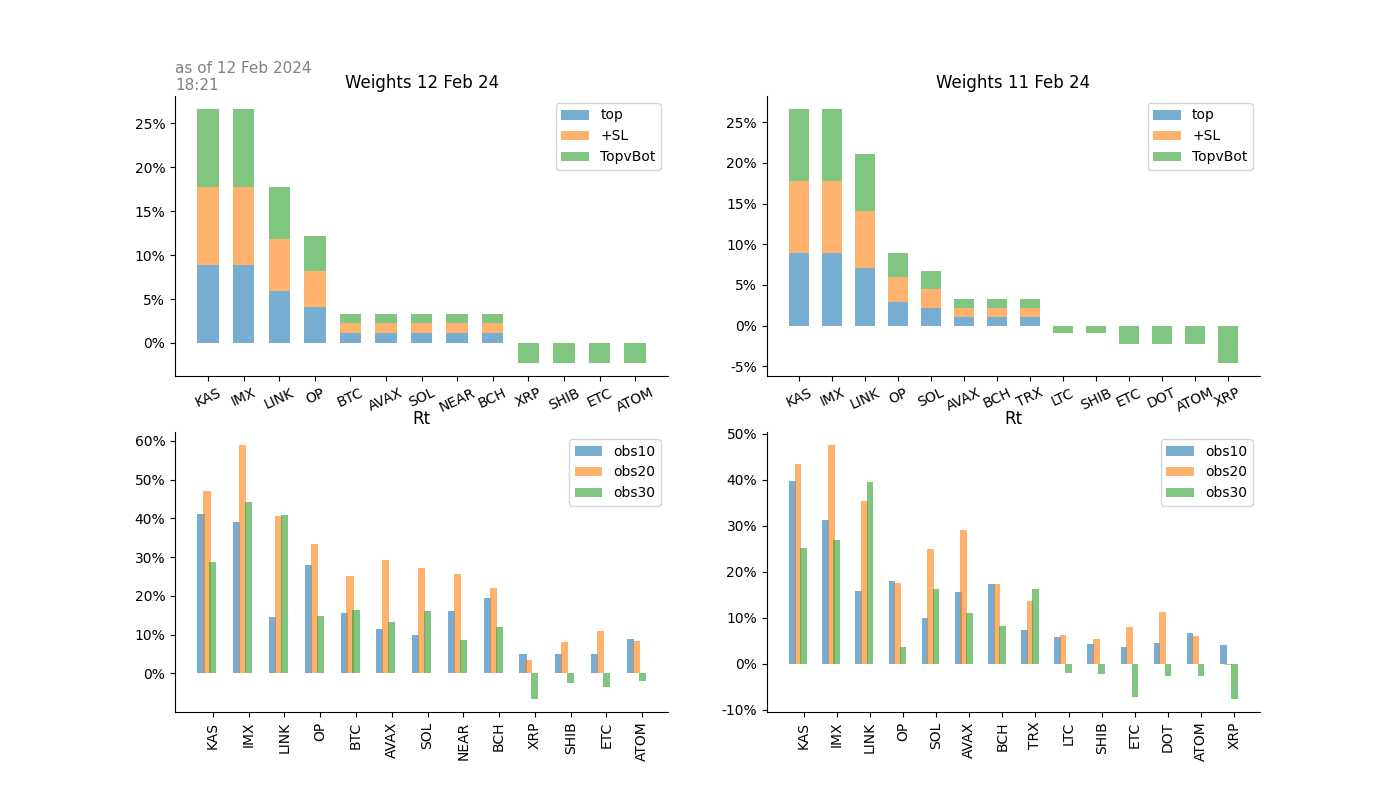 as of 12 Feb 2024
18:21
Weights 12 Feb 24
25%
20%
15%
10%
5%
0%
top
+SL
TopvBot
KAS IMX LINK OP BTC AVAX SOL NEAR BCH XRP SHIB ETC ATOM
Weights 11 Feb 24
25%
20%
15%
10%
5%
0%
-5%
top
+SL
TopvBot
KAS IMX LINK OP SOL AVAX BCH TRX LTC SHIB ETC DOT ATOM XRP
Rt
60%
50%
40%
30%
20%
10%
0%
obs10
obs20
obs30
KAS IMX LINK OP BTC AVAX SOL NEAR BCH XRP SHIB ETC ATOM
Rt
50%
40%
30%
20%
10%
0%
-10%
obs10
obs20
obs30
KAS IMX LINK OP SOL AVAX BCH TRX LTC SHIB ETC DOT ATOM XRP